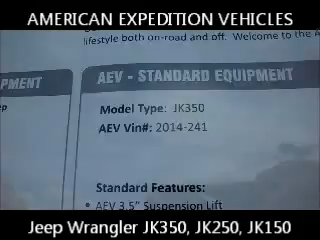 AMERICAN EXPEDITION VEHICLES
lifestyle both on-road and off. Welcome to the A
PMENT
AEV - STANDARD EQUIPMENT
Model Type: JK350
AEV Vin#: 2014-241
Standard Features:
• AEV 3.5" Suspension Lift
Jeep Wrangler JK350, JK250, JK150